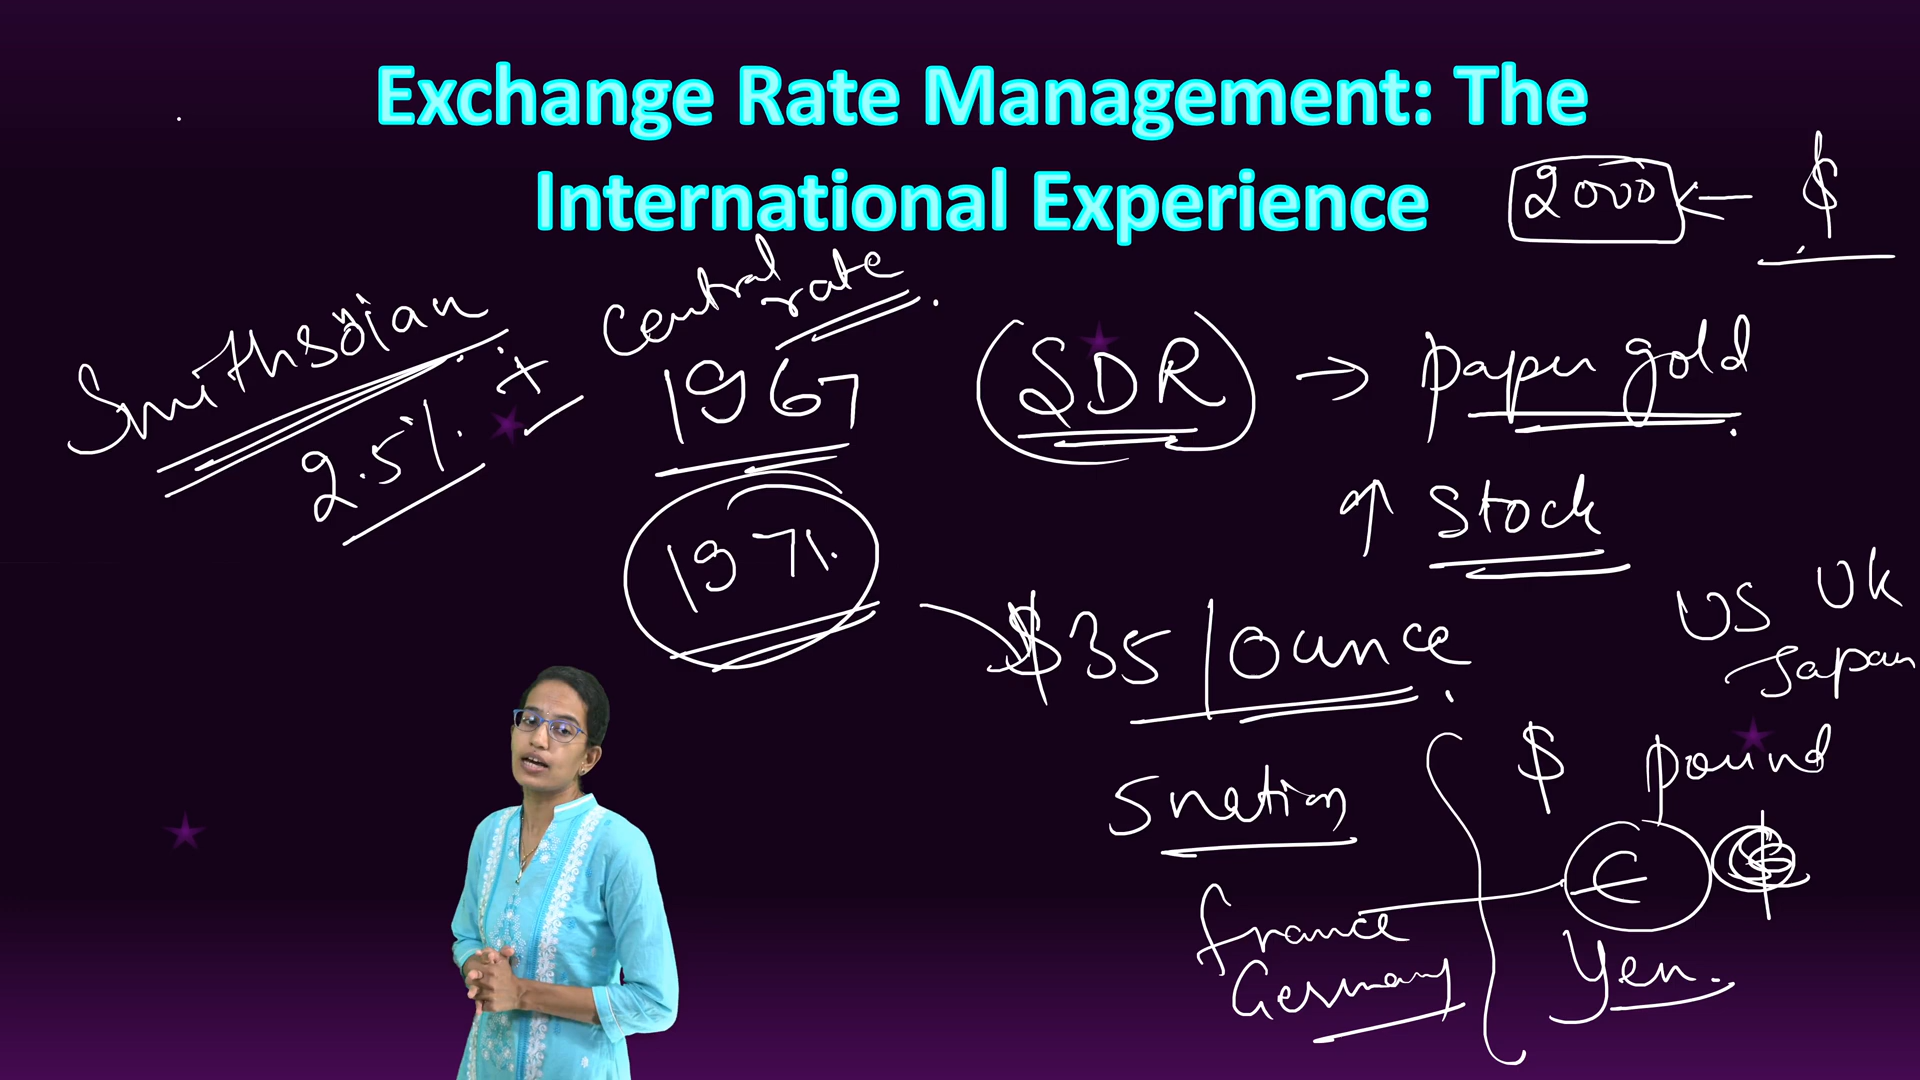 Exchange Rate Management: The
International Experience
2000 ← $
Smithsoian
2.5%. ±
Central
rate
1967
SDR → paper gold
↑ Stock
1971.
$35/ounce
US UK
Japan
5 nation
France
Germany
$ pound
€
Yen.